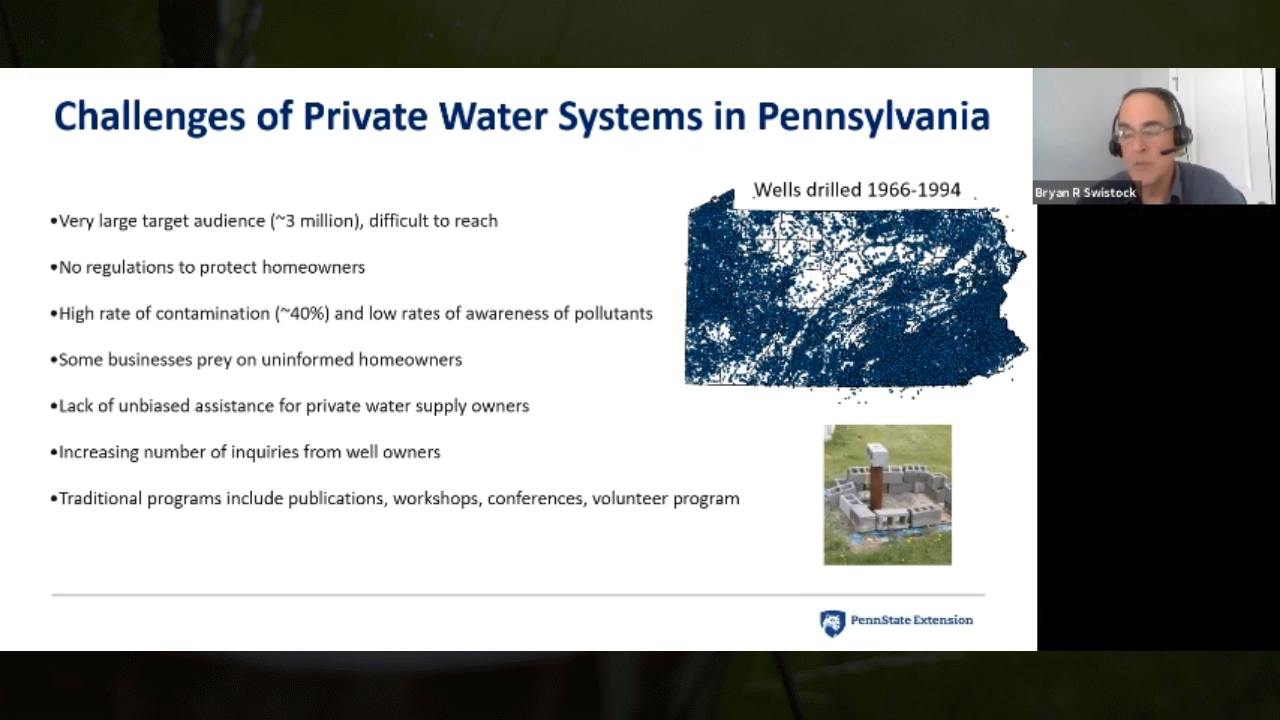 Challenges of Private Water Systems in Pennsylvania
Bryan R Swistock
Wells drilled 1966-1994
•Very large target audience (~3 million), difficult to reach
•No regulations to protect homeowners
•High rate of contamination (~40%) and low rates of awareness of pollutants
•Some businesses prey on uninformed homeowners
•Lack of unbiased assistance for private water supply owners
•Increasing number of inquiries from well owners
•Traditional programs include publications, workshops, conferences, volunteer program
PennState Extension